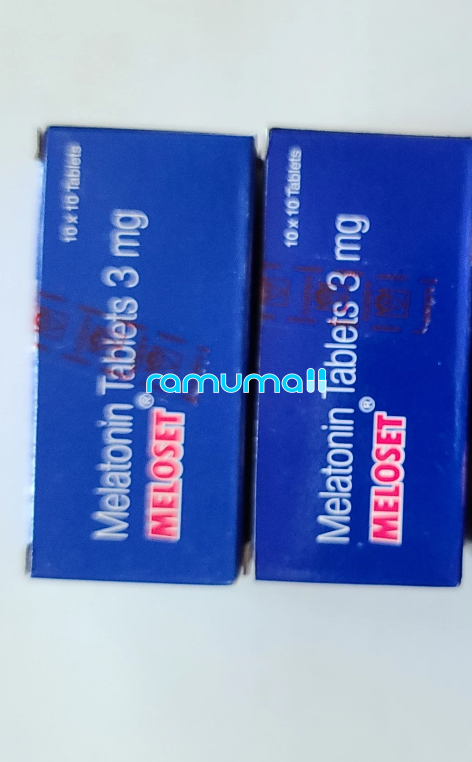 10 x 10 Tablets
Melatonin Tablets 3 mg
MELOSET®
10 x 10 Tablets
Melatonin Tablets 3 mg
MELOSET®
ramumall